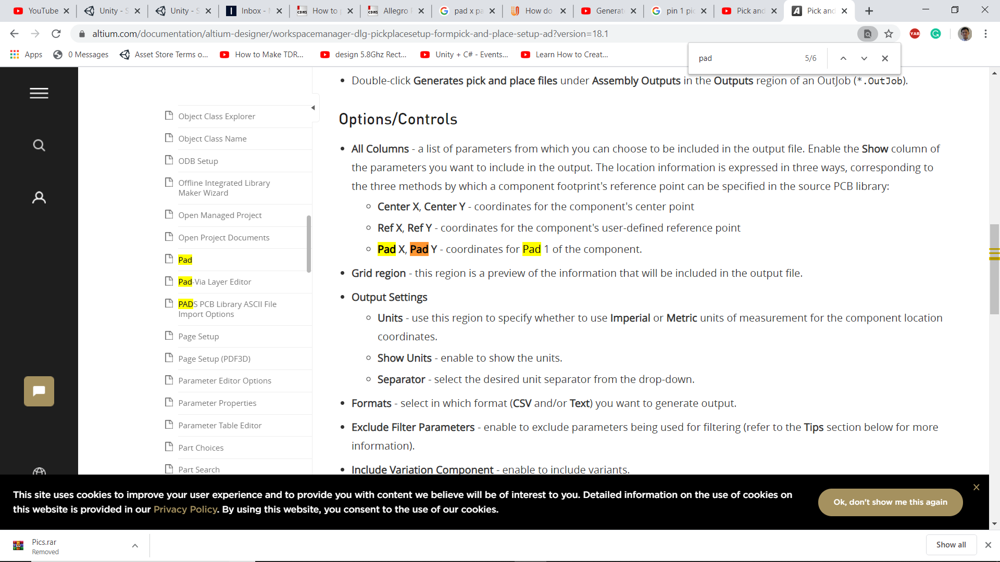 YouTube
Unity - S
Unity - S
Inbox - 
How to
Allegro
pad x pa
How do
Generat
pin 1 pi
Pick and
Pick and
altium.com/documentation/altium-designer/workspacemanager-dlg-pickplacesetup-formpick-and-place-setup-ad?version=18.1
YAB
Apps
0 Messages
Asset Store Terms o...
How to Make TDR...
design 5.8Ghz Rect...
Unity + C# - Events...
Learn How to Creat...
pad
5/6
Double-click Generates pick and place files under Assembly Outputs in the Outputs region of an OutJob (*.OutJob).
Options/Controls
All Columns - a list of parameters from which you can choose to be included in the output file. Enable the Show column of
the parameters you want to include in the output. The location information is expressed in three ways, corresponding to
the three methods by which a component footprint's reference point can be specified in the source PCB library:
Center X, Center Y - coordinates for the component's center point
Ref X, Ref Y - coordinates for the component's user-defined reference point
Pad X, Pad Y - coordinates for Pad 1 of the component.
Grid region - this region is a preview of the information that will be included in the output file.
Output Settings
Units - use this region to specify whether to use Imperial or Metric units of measurement for the component location
coordinates.
Show Units - enable to show the units.
Separator - select the desired unit separator from the drop-down.
Formats - select in which format (CSV and/or Text) you want to generate output.
Exclude Filter Parameters - enable to exclude parameters being used for filtering (refer to the Tips section below for more
information).
Include Variation Component - enable to include variants.
Object Class Explorer
Object Class Name
ODB Setup
Offline Integrated Library
Maker Wizard
Open Managed Project
Open Project Documents
Pad
Pad-Via Layer Editor
PADS PCB Library ASCII File
Import Options
Page Setup
Page Setup (PDF3D)
Parameter Editor Options
Parameter Properties
Parameter Table Editor
Part Choices
Part Search
This site uses cookies to improve your user experience and to provide you with content we believe will be of interest to you. Detailed information on the use of cookies on
this website is provided in our Privacy Policy. By using this website, you consent to the use of our cookies.
Ok, don't show me this again
Pics.rar
Removed
Show all